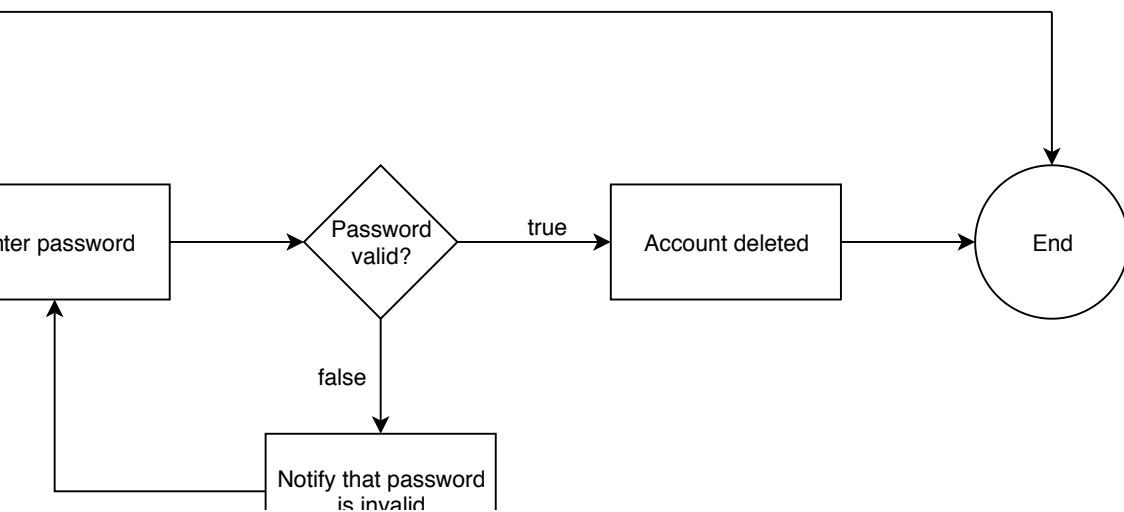 nter password
Password
valid?
true
Account deleted
End
false
Notify that password
is invalid